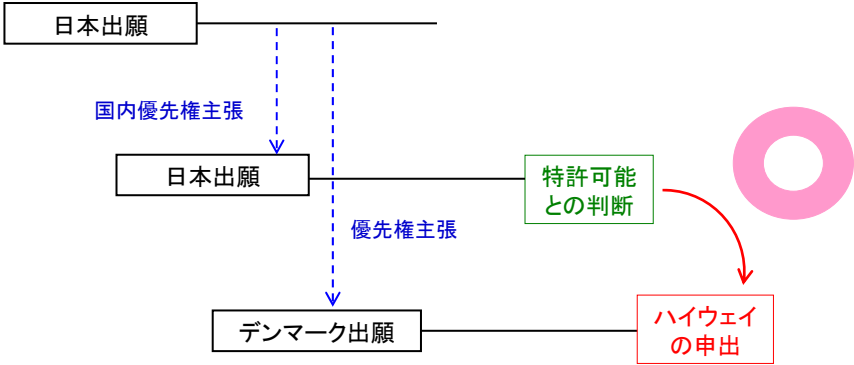 日本出願
国内優先権主張
日本出願
特許可能
との判断
優先権主張
デンマーク出願
ハイウェイ
の申出